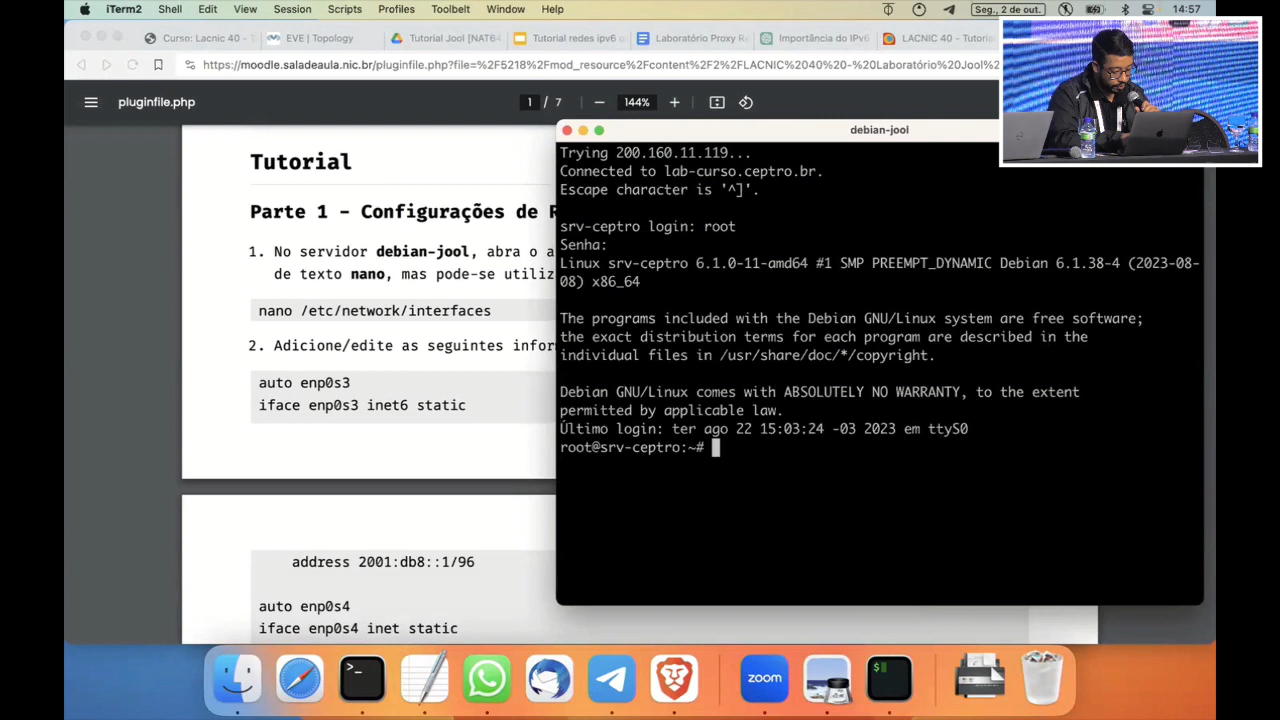 iTerm2 Shell Edit View Session Scripts Profiles Toolbelt Window Help Seg., 2 de out. 14:57
Curso: Lacnic 40 - NAT64 redes ipv6 Laboratório Proxy do IPv6 LACNIC 40
https://moodle.saladeaula.nic.br/pluginfile.php?file=%2F5918%2Fmod_resource%2Fcontent%2F2%2FLACNIC%2040%20-%20Laboratório%20Jool%
pluginfile.php 1 / 7 144%
Tutorial
Parte 1 - Configurações de R
1. No servidor debian-jool, abra o a
de texto nano, mas pode-se utiliz
nano /etc/network/interfaces
2. Adicione/edite as seguintes infor
auto enp0s3
iface enp0s3 inet6 static
address 2001:db8::1/96
auto enp0s4
iface enp0s4 inet static
debian-jool
Trying 200.160.11.119...
Connected to lab-curso.ceptro.br.
Escape character is '^]'.
srv-ceptro login: root
Senha:
Linux srv-ceptro 6.1.0-11-amd64 #1 SMP PREEMPT_DYNAMIC Debian 6.1.38-4 (2023-08-
08) x86_64
The programs included with the Debian GNU/Linux system are free software;
the exact distribution terms for each program are described in the
individual files in /usr/share/doc/*/copyright.
Debian GNU/Linux comes with ABSOLUTELY NO WARRANTY, to the extent
permitted by applicable law.
Último login: ter ago 22 15:03:24 -03 2023 em ttyS0
root@srv-ceptro:~#
>_
zoom
$